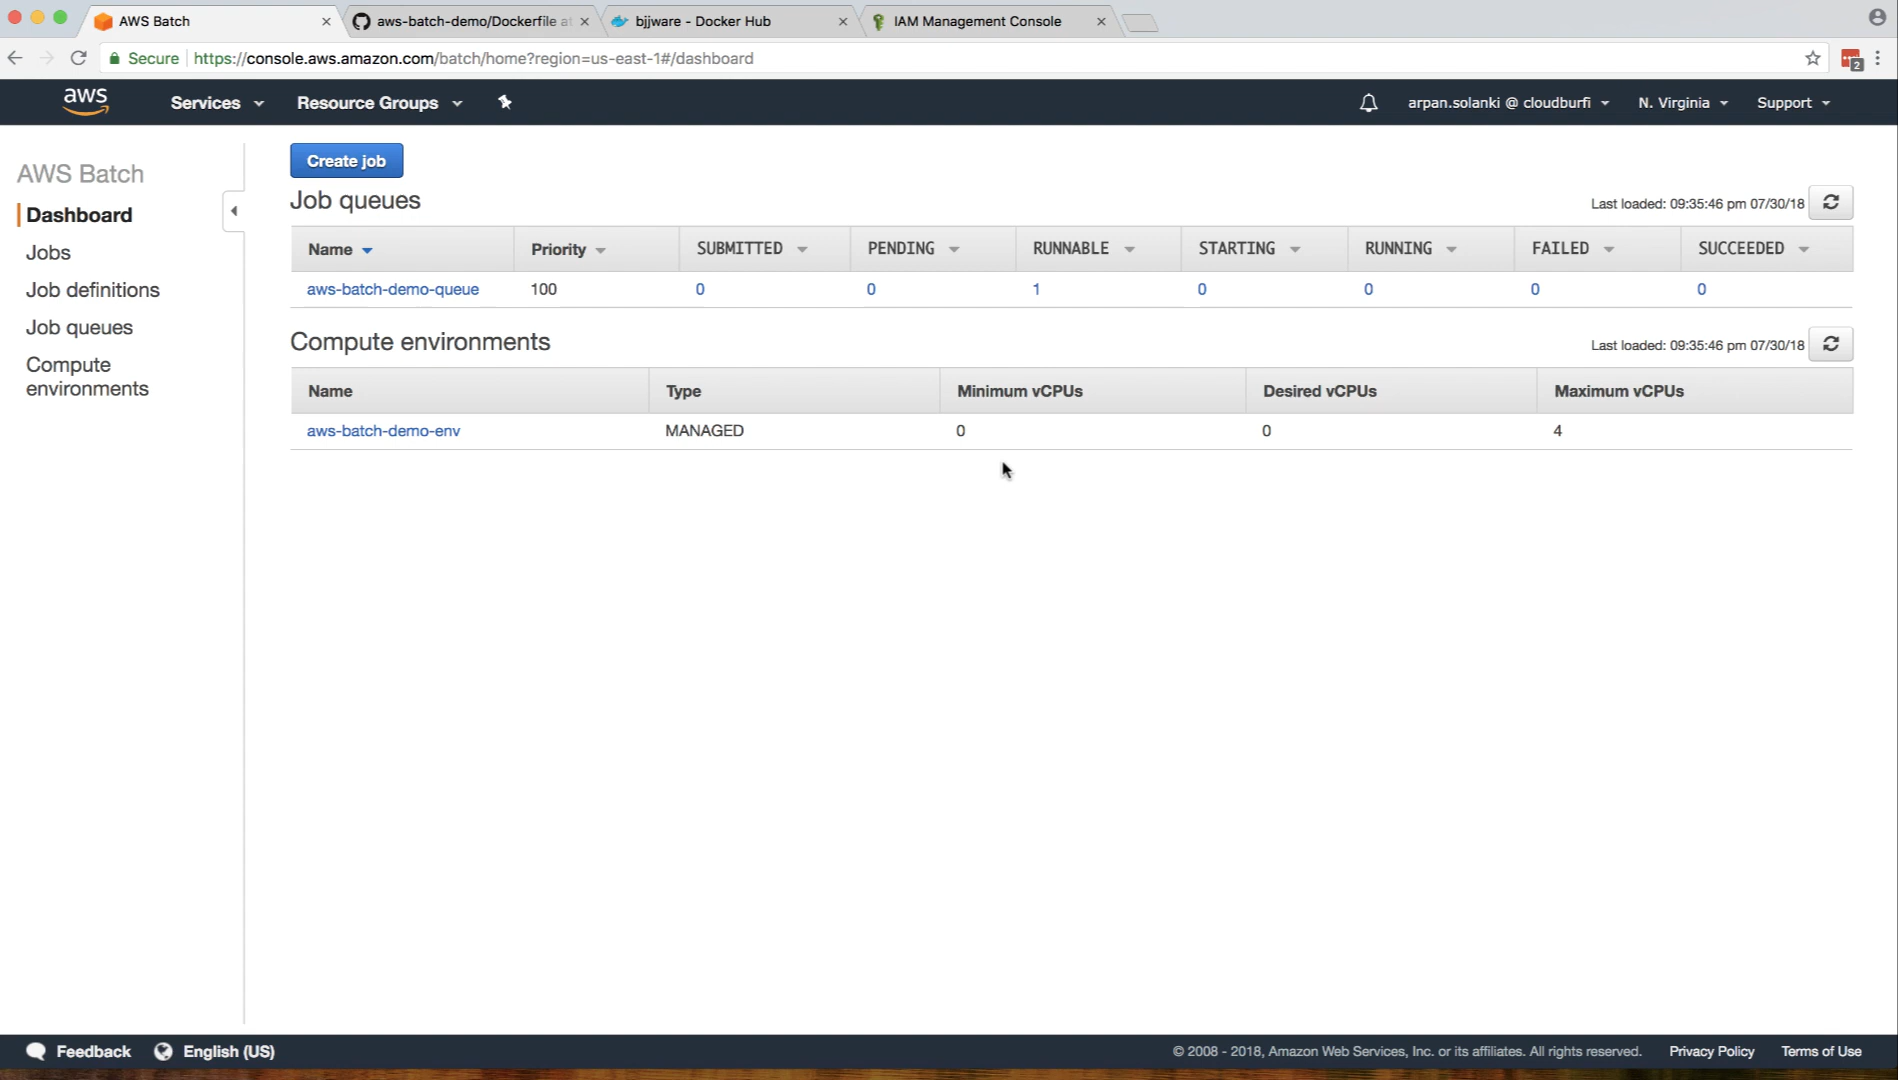 AWS Batch
aws-batch-demo/Dockerfile at
bjjware - Docker Hub
IAM Management Console
Secure
https://console.aws.amazon.com/batch/home?region=us-east-1#/dashboard
2
aws Services Resource Groups
arpan.solanki @ cloudburfi N. Virginia Support
AWS Batch
Dashboard
Jobs
Job definitions
Job queues
Compute
environments
Create job
Job queues
Last loaded: 09:35:46 pm 07/30/18
Name Priority SUBMITTED PENDING RUNNABLE STARTING RUNNING FAILED SUCCEEDED
aws-batch-demo-queue 100 0 0 1 0 0 0 0
Compute environments
Last loaded: 09:35:46 pm 07/30/18
Name Type Minimum vCPUs Desired vCPUs Maximum vCPUs
aws-batch-demo-env MANAGED 0 0 4
Feedback English (US)
© 2008 - 2018, Amazon Web Services, Inc. or its affiliates. All rights reserved. Privacy Policy Terms of Use